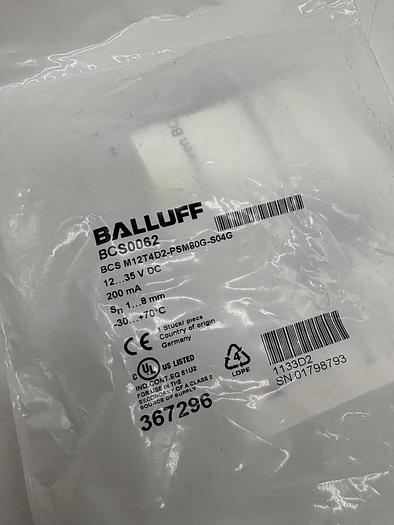 BALLUFF
BCS0062
BCS M12T4D2-PSM80G-S04G
12...35 V DC
200 mA
Sn 1...8 mm
-30...+70°C
1 Stück/ piece
Country of origin
Germany
CE
C UL US LISTED
IND.CONT.EQ 61U2
FOR USE IN THE
SECONDARY OF A CLASS 2
SOURCE OF SUPPLY
367296
4
LDPE
1133D2
SN 01798793